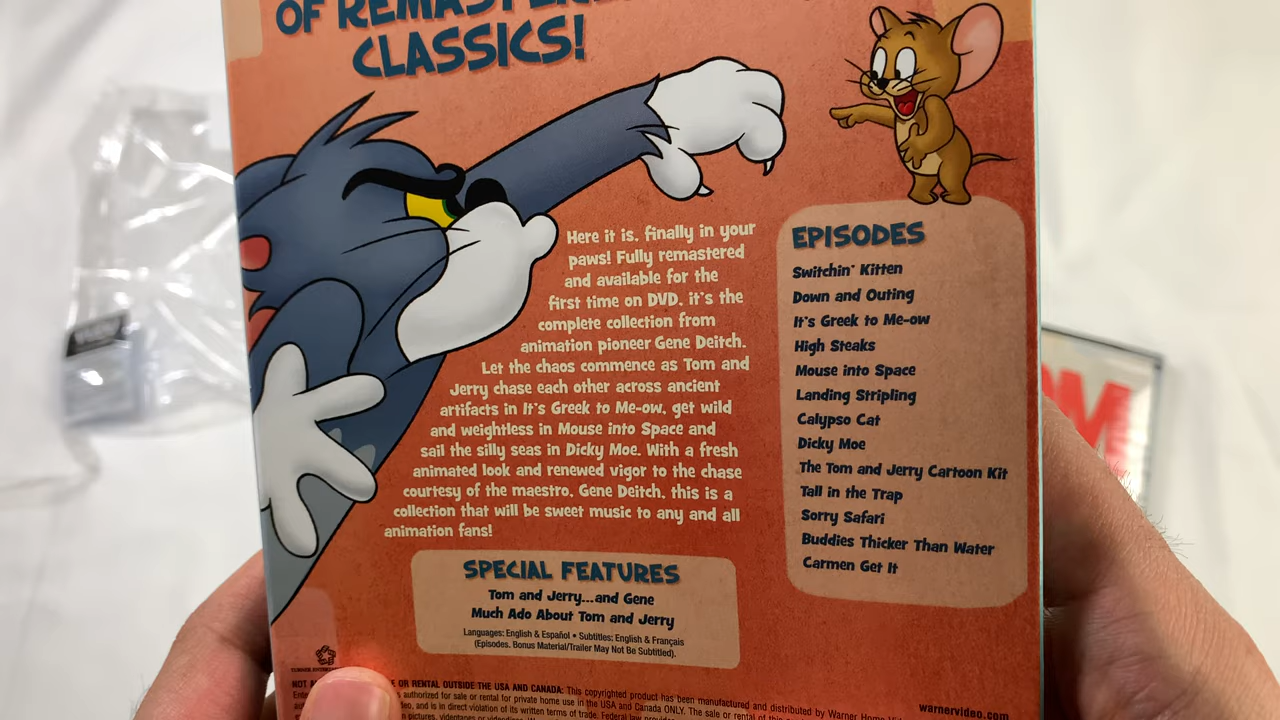 OF REMASTERED
CLASSICS!
Here it is, finally in your
paws! Fully remastered
and available for the
first time on DVD, it's the
complete collection from
animation pioneer Gene Deitch.
Let the chaos commence as Tom and
Jerry chase each other across ancient
artifacts in It's Greek to Me-ow, get wild
and weightless in Mouse into Space and
sail the silly seas in Dicky Moe. With a fresh
animated look and renewed vigor to the chase
courtesy of the maestro, Gene Deitch, this is a
collection that will be sweet music to any and all
animation fans!
EPISODES
Switchin' Kitten
Down and Outing
It's Greek to Me-ow
High Steaks
Mouse into Space
Landing Stripling
Calypso Cat
Dicky Moe
The Tom and Jerry Cartoon Kit
Tall in the Trap
Sorry Safari
Buddies Thicker Than Water
Carmen Get It
SPECIAL FEATURES
Tom and Jerry...and Gene
Much Ado About Tom and Jerry
Languages: English & Español • Subtitles: English & Français
(Episodes. Bonus Material/Trailer May Not Be Subtitled).
NOT E OR RENTAL OUTSIDE THE USA AND CANADA: This copyrighted product has been manufactured and distributed by Warner Home
authorized for sale or rental for private home use in the USA and Canada ONLY. The sale or rental of this
and is in direct violation of its written terms of trade. Federal law
warnervideo.com